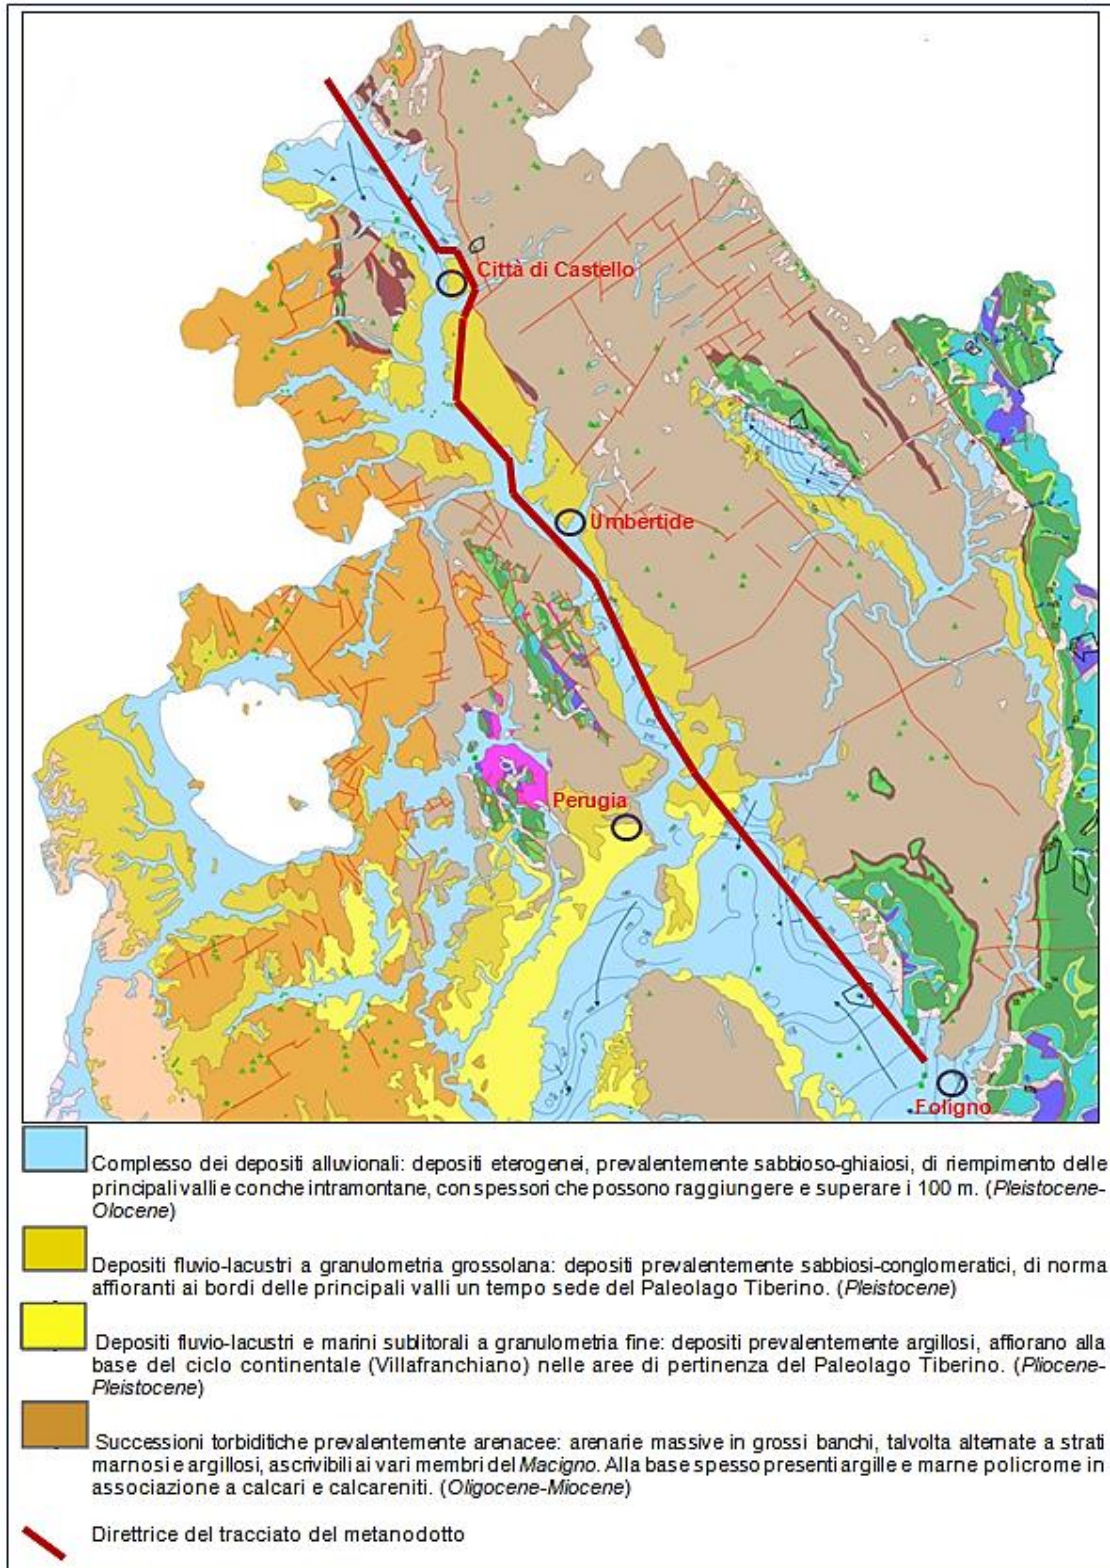 Città di Castello
Umbertide
Perugia
Foligno
Complesso dei depositi alluvionali: depositi eterogenei, prevalentemente sabbioso-ghiaiosi, di riempimento delle
principali valli e conche intramontane, con spessori che possono raggiungere e superare i 100 m. (Pleistocene-
Olocene)
Depositi fluvio-lacustri a granulometria grossolana: depositi prevalentemente sabbiosi-conglomeratici, di norma
affioranti ai bordi delle principali valli un tempo sede del Paleolago Tiberino. (Pleistocene)
Depositi fluvio-lacustri e marini sublitorali a granulometria fine: depositi prevalentemente argillosi, affiorano alla
base del ciclo continentale (Villafranchiano) nelle aree di pertinenza del Paleolago Tiberino. (Pliocene-
Pleistocene)
Successioni torbiditiche prevalentemente arenacee: arenarie massive in grossi banchi, talvolta alternate a strati
marnosi e argillosi, ascrivibili ai vari membri del Macigno. Alla base spesso presenti argille e marne policrome in
associazione a calcari e calcareniti. (Oligocene-Miocene)
Direttrice del tracciato del metanodotto